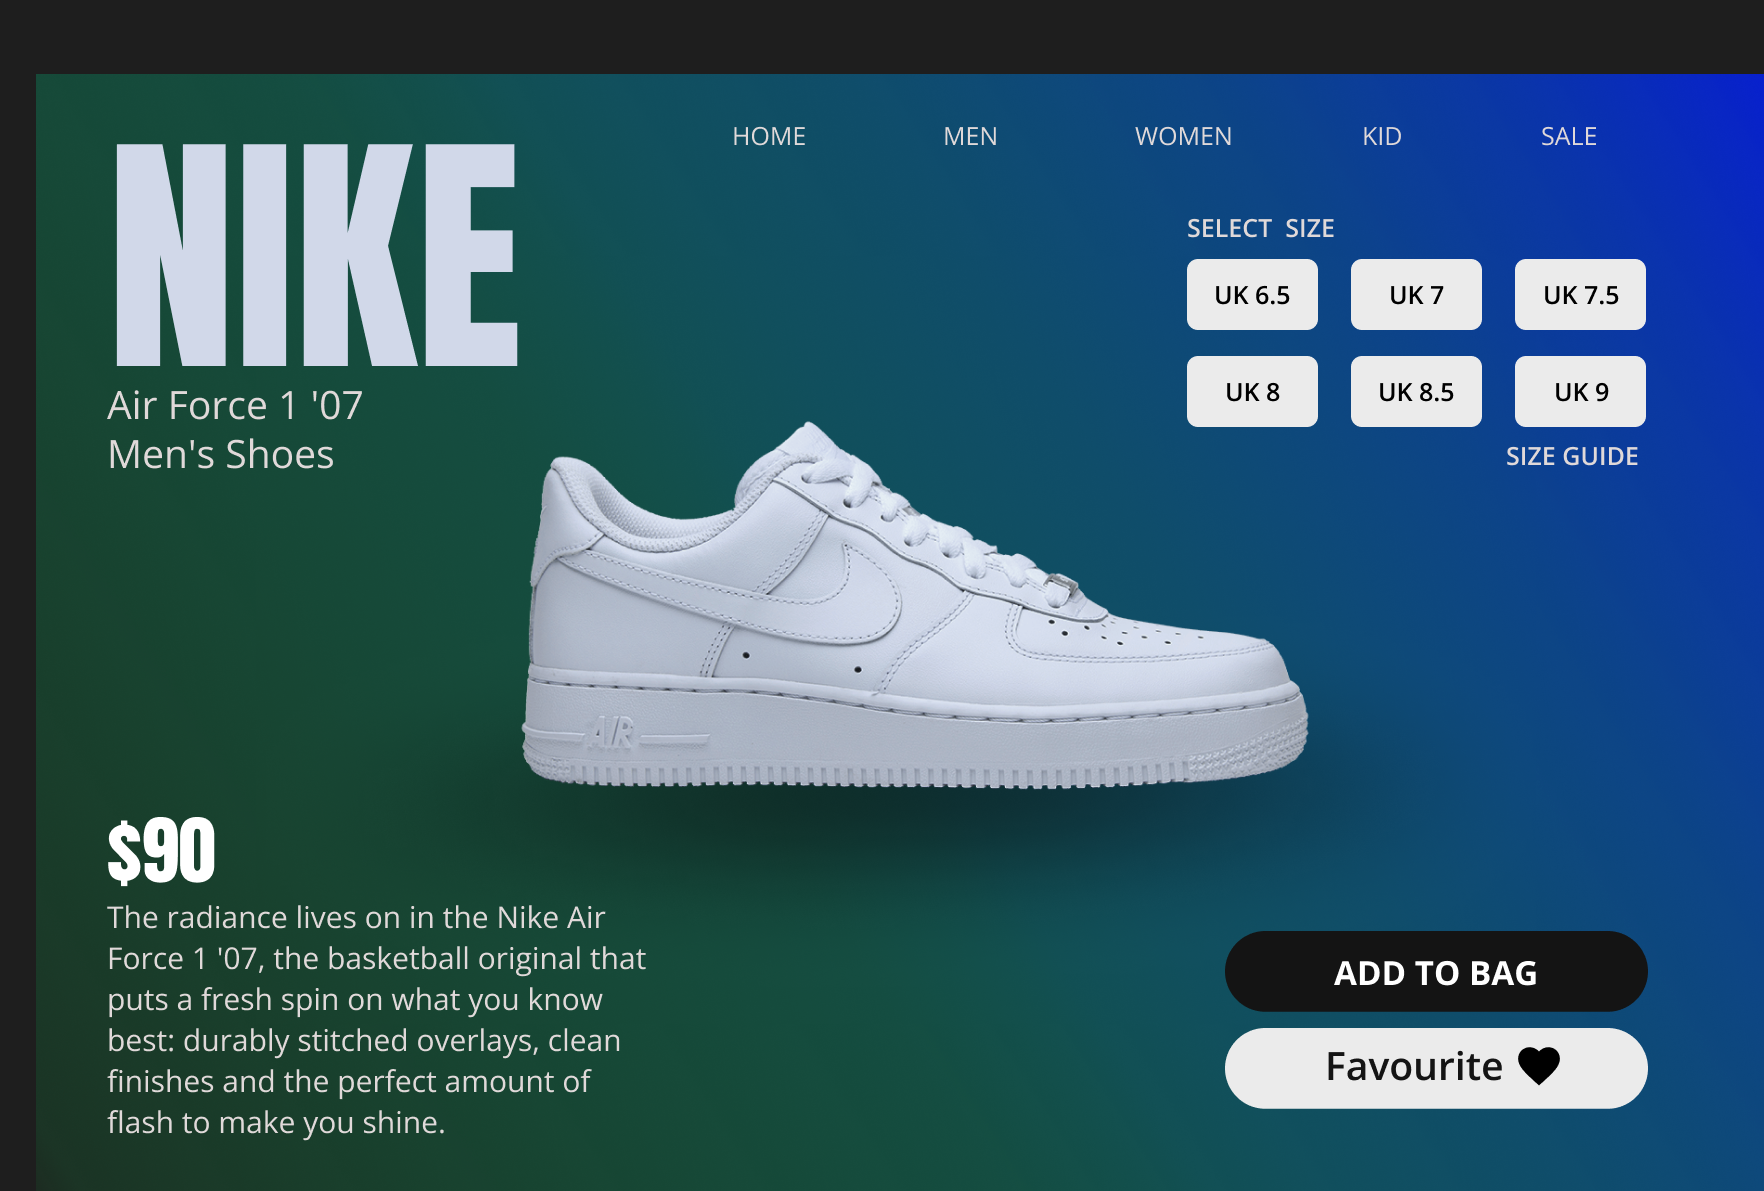 HOME MEN WOMEN KID SALE
NIKE
Air Force 1 '07
Men's Shoes
SELECT SIZE
UK 6.5 UK 7 UK 7.5
UK 8 UK 8.5 UK 9
SIZE GUIDE
AIR
$90
The radiance lives on in the Nike Air
Force 1 '07, the basketball original that
puts a fresh spin on what you know
best: durably stitched overlays, clean
finishes and the perfect amount of
flash to make you shine.
ADD TO BAG
Favourite